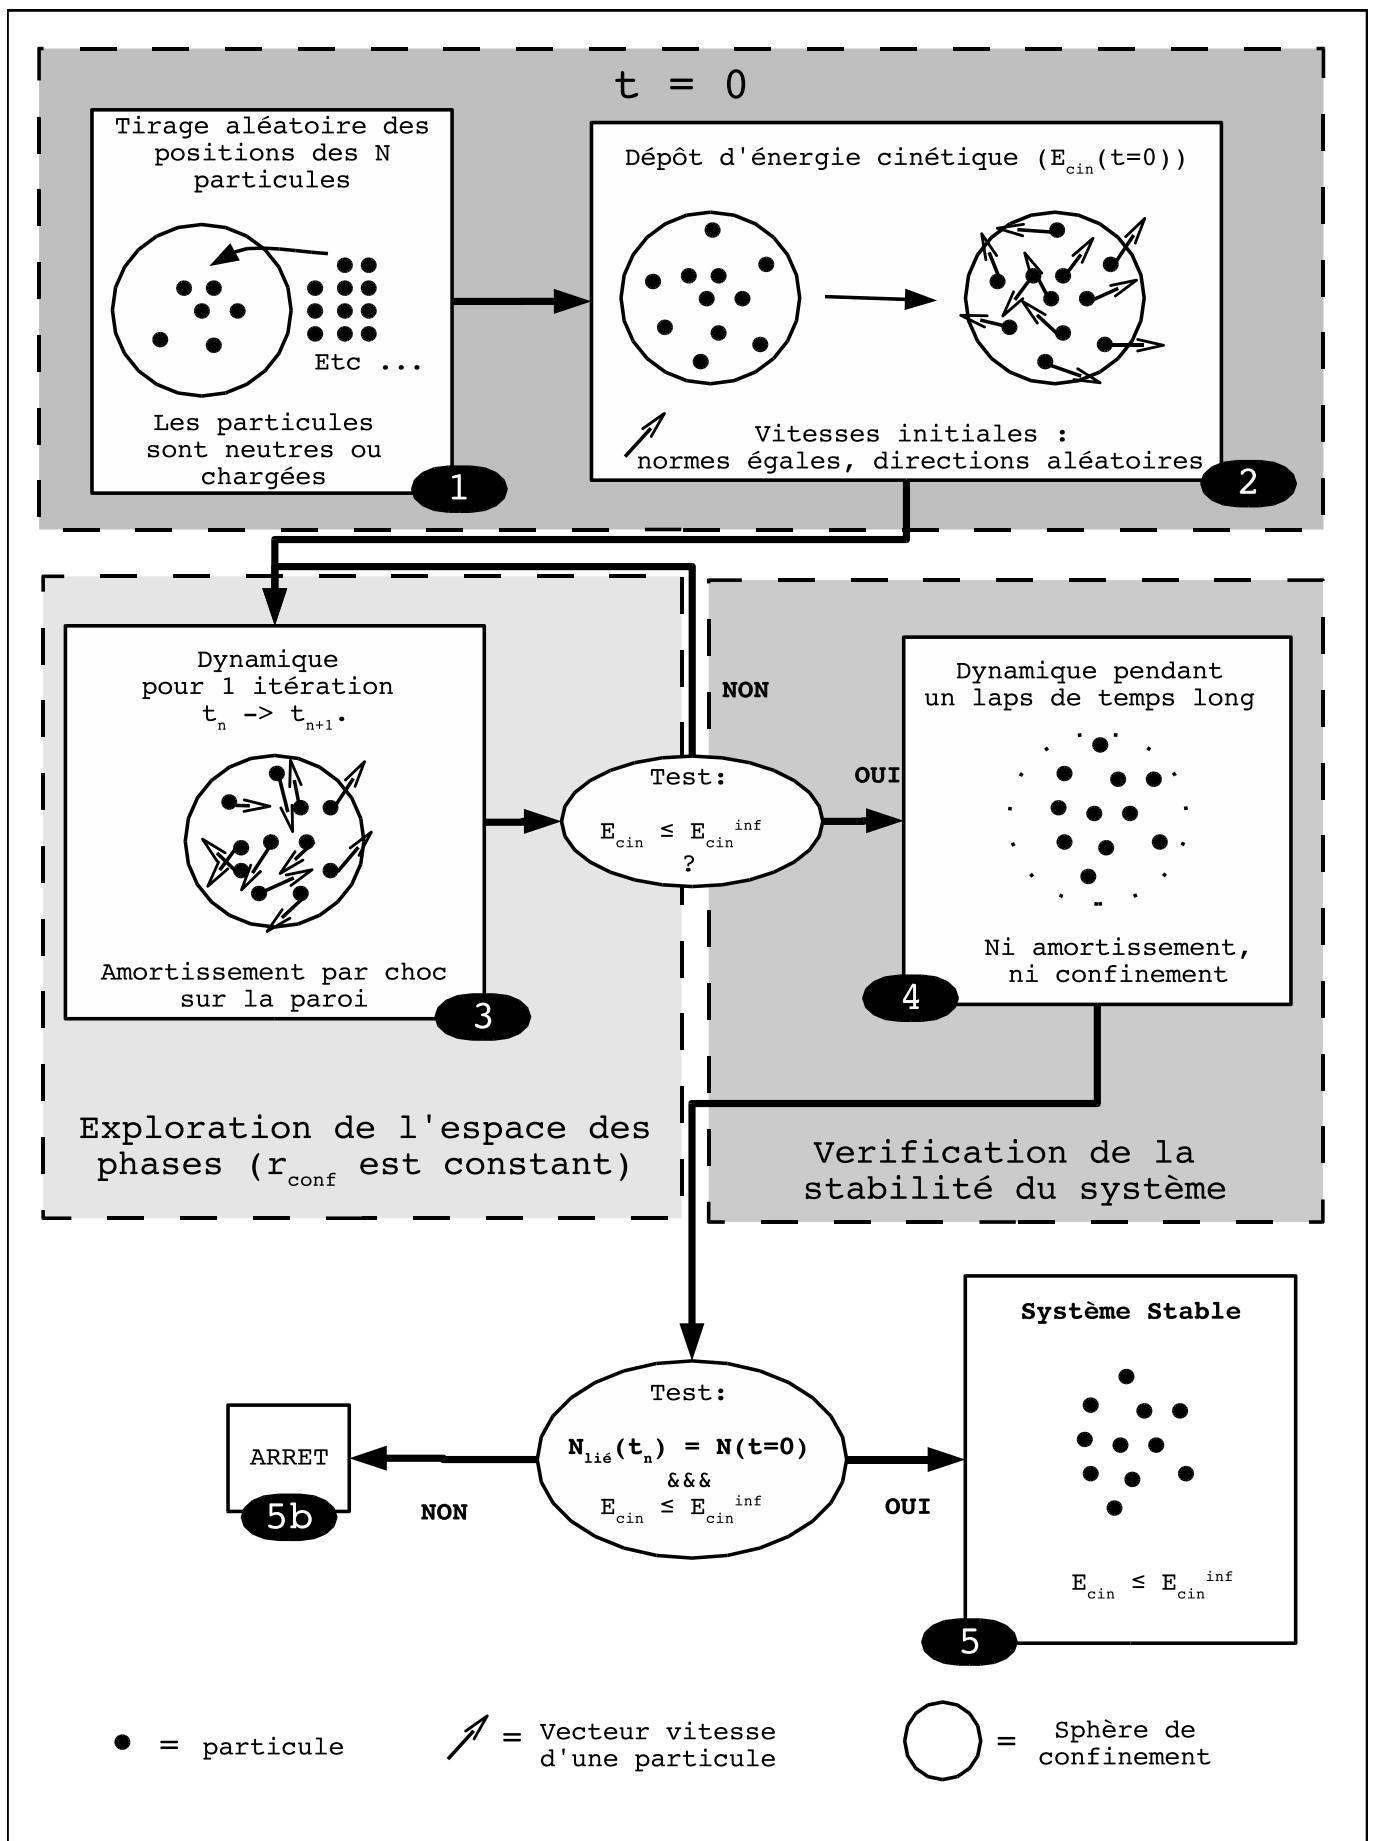 t = 0
Tirage aléatoire des
positions des N
particules
Etc ...
Les particules
sont neutres ou
chargées
1
Dépôt d'énergie cinétique (E_cin(t=0))
Vitesses initiales :
normes égales, directions aléatoires
2
Dynamique
pour 1 itération
t_n -> t_n+1.
Amortissement par choc
sur la paroi
3
Exploration de l'espace des
phases (r_conf est constant)
NON
Test:
E_cin ≤ E_cin^inf
?
OUI
Dynamique pendant
un laps de temps long
Ni amortissement,
ni confinement
4
Verification de la
stabilité du système
Test:
N_lié(t_n) = N(t=0)
&&&
E_cin ≤ E_cin^inf
NON
ARRET
5b
OUI
Système Stable
E_cin ≤ E_cin^inf
5
= particule
= Vecteur vitesse
d'une particule
= Sphère de
confinement